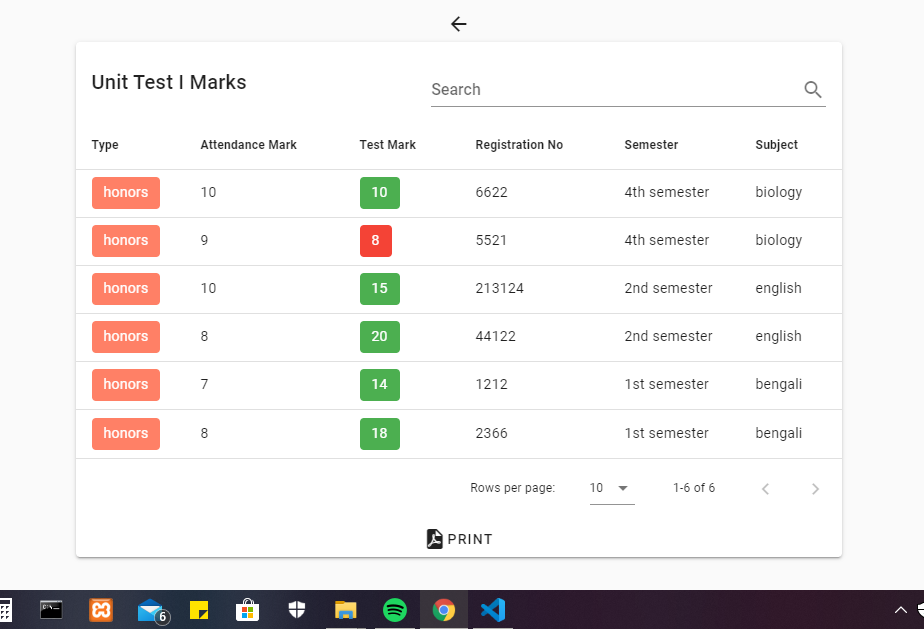 Unit Test I Marks
Search
Type Attendance Mark Test Mark Registration No Semester Subject
honors 10 10 6622 4th semester biology
honors 9 8 5521 4th semester biology
honors 10 15 213124 2nd semester english
honors 8 20 44122 2nd semester english
honors 7 14 1212 1st semester bengali
honors 8 18 2366 1st semester bengali
Rows per page: 10 1-6 of 6
PRINT
6